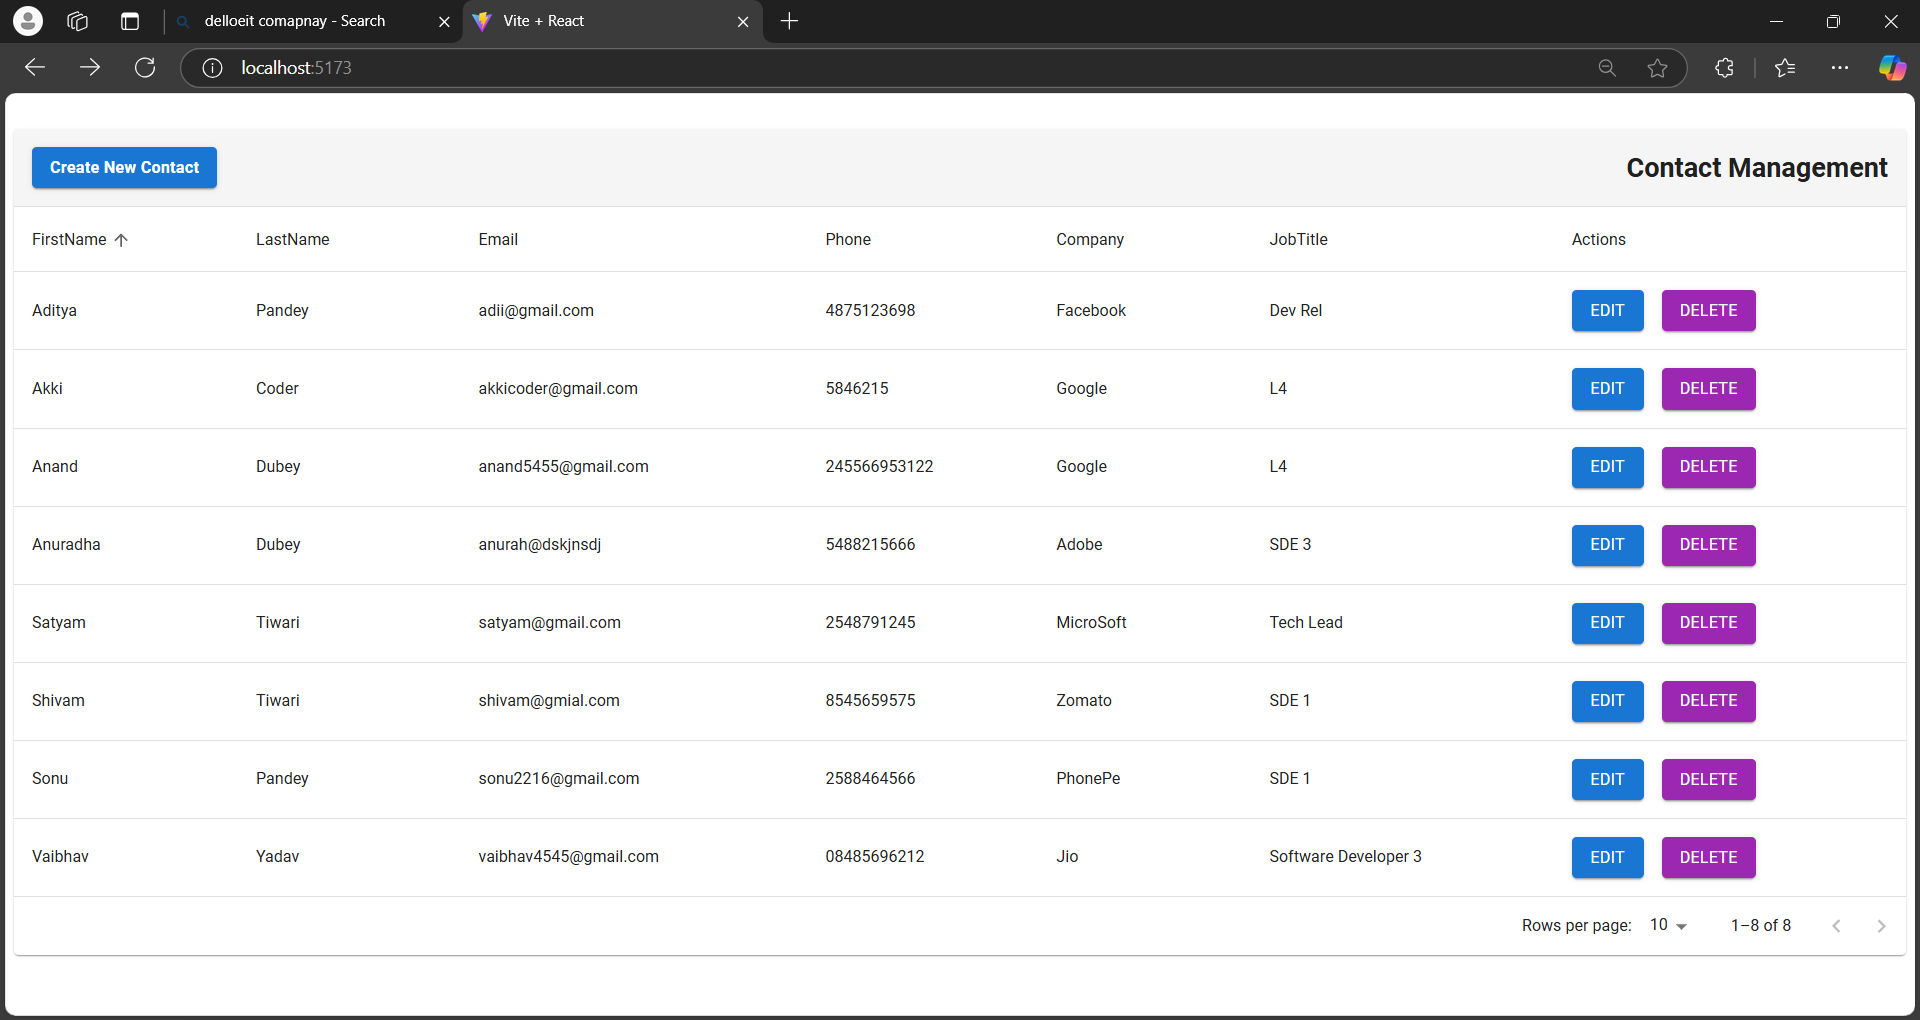 delloeit comapnay - Search Vite + React
localhost:5173
Create New Contact Contact Management
FirstName LastName Email Phone Company JobTitle Actions
Aditya Pandey adii@gmail.com 4875123698 Facebook Dev Rel EDIT DELETE
Akki Coder akkicoder@gmail.com 5846215 Google L4 EDIT DELETE
Anand Dubey anand5455@gmail.com 245566953122 Google L4 EDIT DELETE
Anuradha Dubey anurah@dskjnsdj 5488215666 Adobe SDE 3 EDIT DELETE
Satyam Tiwari satyam@gmail.com 2548791245 MicroSoft Tech Lead EDIT DELETE
Shivam Tiwari shivam@gmial.com 8545659575 Zomato SDE 1 EDIT DELETE
Sonu Pandey sonu2216@gmail.com 2588464566 PhonePe SDE 1 EDIT DELETE
Vaibhav Yadav vaibhav4545@gmail.com 08485696212 Jio Software Developer 3 EDIT DELETE
Rows per page: 10 1–8 of 8